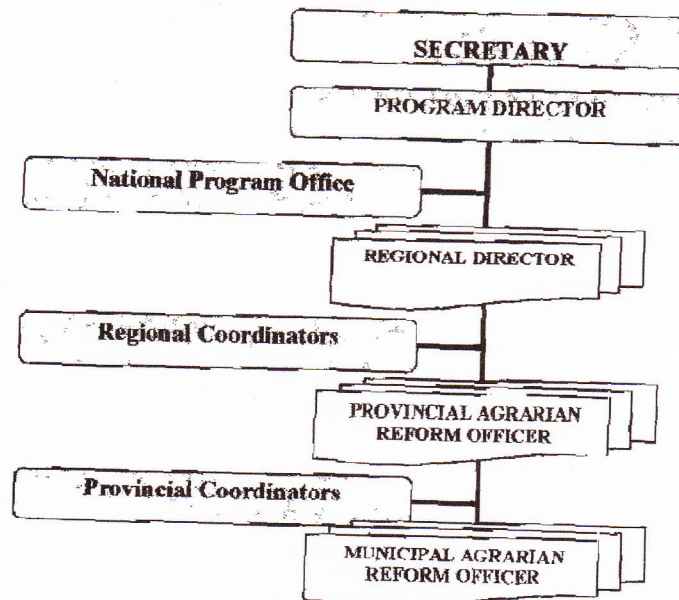 SECRETARY
PROGRAM DIRECTOR
National Program Office
REGIONAL DIRECTOR
Regional Coordinators
PROVINCIAL AGRARIAN
REFORM OFFICER
Provincial Coordinators
MUNICIPAL AGRARIAN
REFORM OFFICER